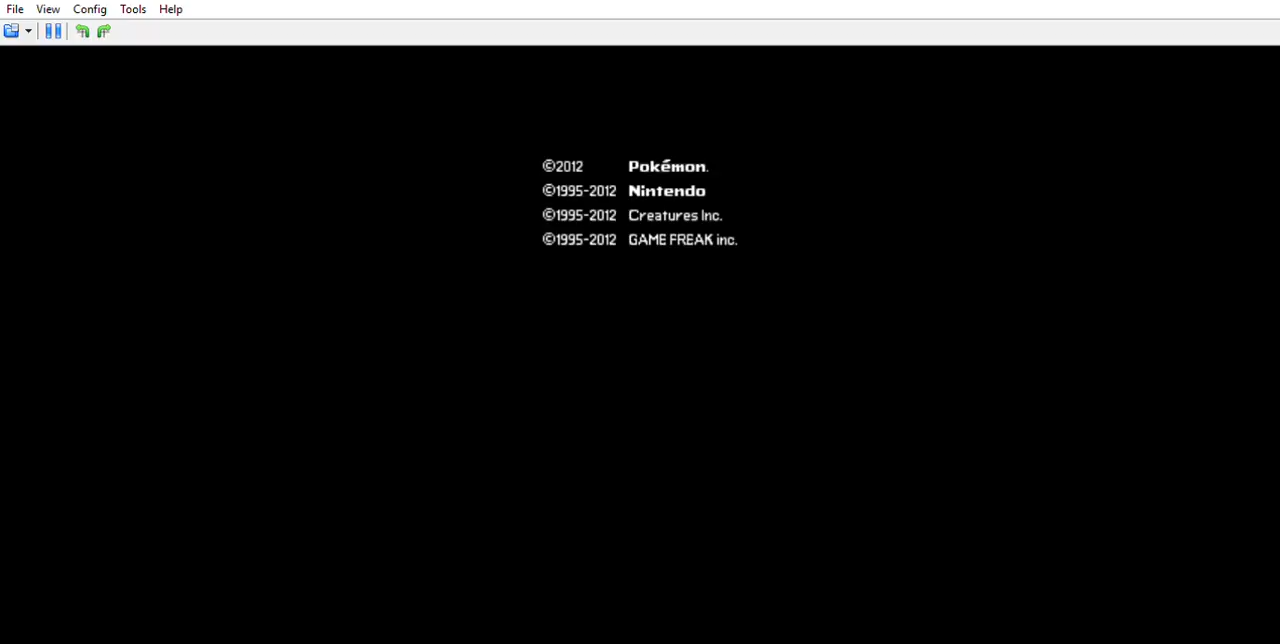 File View Config Tools Help
©2012 Pokémon.
©1995-2012 Nintendo
©1995-2012 Creatures Inc.
©1995-2012 GAME FREAK inc.